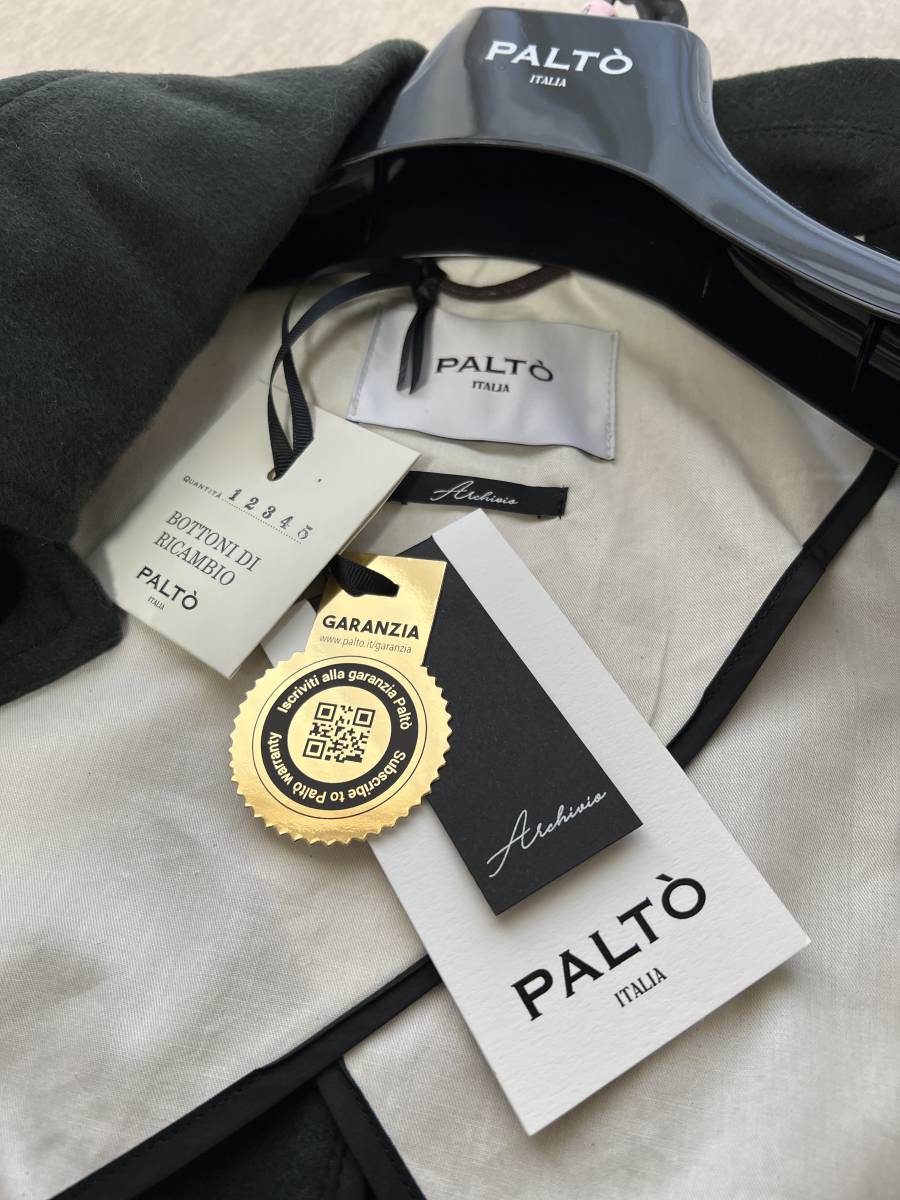 PALTÒ
ITALIA
PALTÒ
ITALIA
Archivio
QUANTITÀ 1 2 3 4 5
BOTTONI DI
RICAMBIO
PALTÒ
ITALIA
GARANZIA
www.palto.it/garanzia
Iscriviti alla garanzia Paltò
Subscribe to Paltò warranty
Archivio
PALTÒ
ITALIA